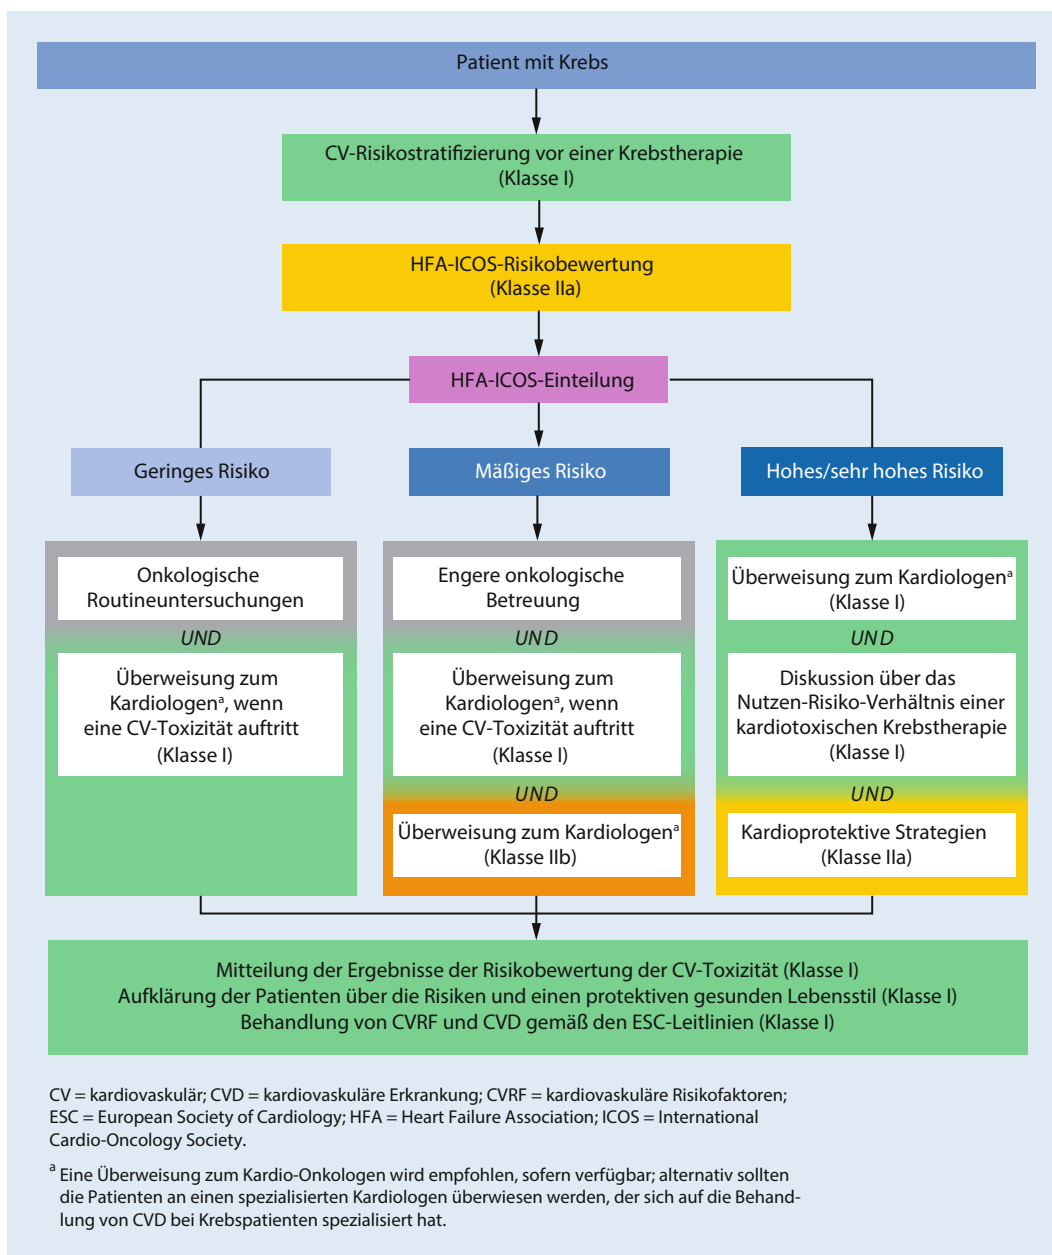 Patient mit Krebs
CV-Risikostratifizierung vor einer Krebstherapie
(Klasse I)
HFA-ICOS-Risikobewertung
(Klasse IIa)
HFA-ICOS-Einteilung
Geringes Risiko
Mäßiges Risiko
Hohes/sehr hohes Risiko
Onkologische
Routineuntersuchungen
UND
Überweisung zum
Kardiologenᵃ, wenn
eine CV-Toxizität auftritt
(Klasse I)
Engere onkologische
Betreuung
UND
Überweisung zum
Kardiologenᵃ, wenn
eine CV-Toxizität auftritt
(Klasse I)
UND
Überweisung zum Kardiologenᵃ
(Klasse IIb)
Überweisung zum Kardiologenᵃ
(Klasse I)
UND
Diskussion über das
Nutzen-Risiko-Verhältnis einer
kardiotoxischen Krebstherapie
(Klasse I)
UND
Kardioprotektive Strategien
(Klasse IIa)
Mitteilung der Ergebnisse der Risikobewertung der CV-Toxizität (Klasse I)
Aufklärung der Patienten über die Risiken und einen protektiven gesunden Lebensstil (Klasse I)
Behandlung von CVRF und CVD gemäß den ESC-Leitlinien (Klasse I)
CV = kardiovaskulär; CVD = kardiovaskuläre Erkrankung; CVRF = kardiovaskuläre Risikofaktoren;
ESC = European Society of Cardiology; HFA = Heart Failure Association; ICOS = International
Cardio-Oncology Society.
ᵃ Eine Überweisung zum Kardio-Onkologen wird empfohlen, sofern verfügbar; alternativ sollten
die Patienten an einen spezialisierten Kardiologen überwiesen werden, der sich auf die Behand-
lung von CVD bei Krebspatienten spezialisiert hat.